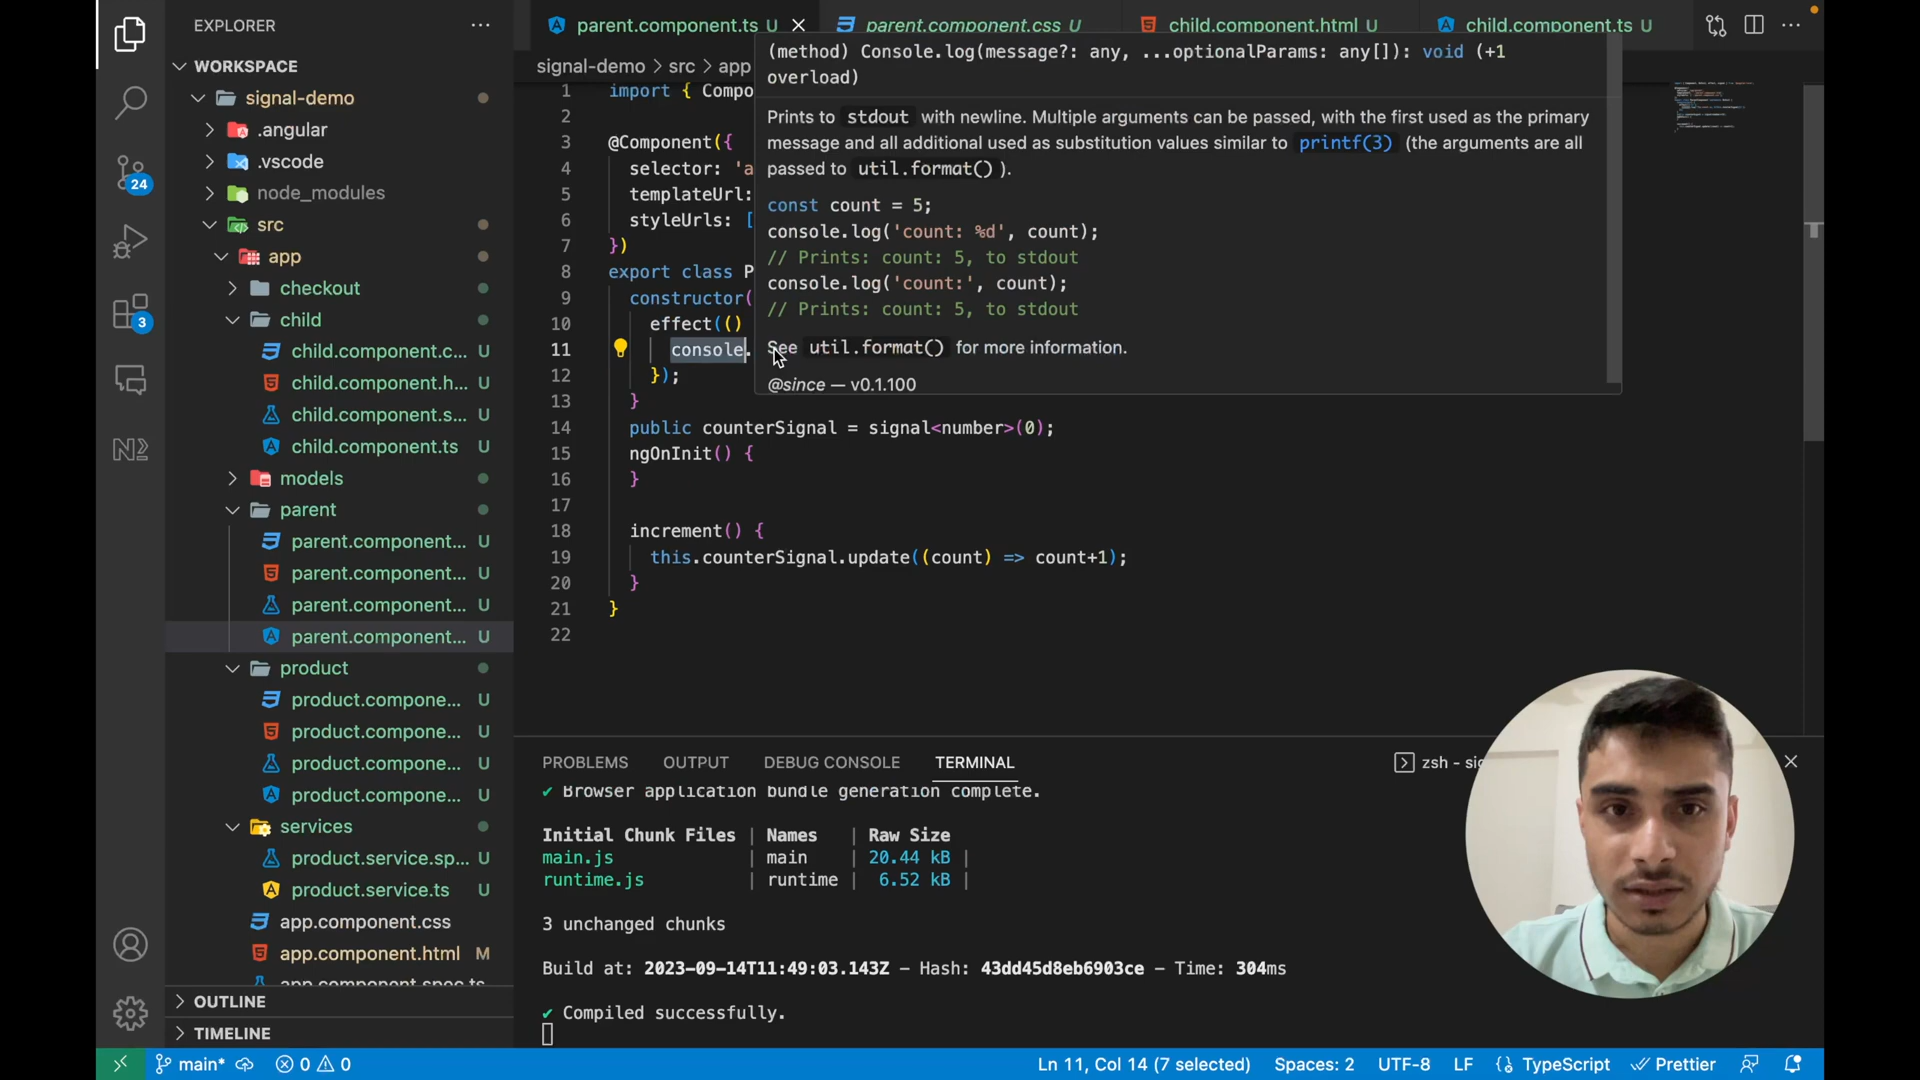 EXPLORER
WORKSPACE
signal-demo
.angular
.vscode
node_modules
src
app
checkout
child
child.component.c... U
child.component.h... U
child.component.s... U
child.component.ts U
models
parent
parent.component... U
parent.component... U
parent.component... U
parent.component... U
product
product.compone... U
product.compone... U
product.compone... U
product.compone... U
services
product.service.sp... U
product.service.ts U
app.component.css
app.component.html M
app.component.spec.ts
OUTLINE
TIMELINE
24
3
parent.component.ts U
parent.component.css U
child.component.html U
child.component.ts U
signal-demo > src > app
(method) Console.log(message?: any, ...optionalParams: any[]): void (+1
overload)
Prints to stdout with newline. Multiple arguments can be passed, with the first used as the primary
message and all additional used as substitution values similar to printf(3) (the arguments are all
passed to util.format() ).
const count = 5;
console.log('count: %d', count);
// Prints: count: 5, to stdout
console.log('count:', count);
// Prints: count: 5, to stdout
See util.format() for more information.
@since — v0.1.100
1 import { Compo
2
3 @Component({
4 selector: 'a
5 templateUrl:
6 styleUrls: [
7 })
8 export class P
9 constructor(
10 effect(()
11 console.
12 });
13 }
14 public counterSignal = signal<number>(0);
15 ngOnInit() {
16 }
17
18 increment() {
19 this.counterSignal.update((count) => count+1);
20 }
21 }
22
PROBLEMS OUTPUT DEBUG CONSOLE TERMINAL
zsh - sig
✔ Browser application bundle generation complete.
Initial Chunk Files | Names | Raw Size
main.js | main | 20.44 kB |
runtime.js | runtime | 6.52 kB |
3 unchanged chunks
Build at: 2023-09-14T11:49:03.143Z - Hash: 43dd45d8eb6903ce - Time: 304ms
✔ Compiled successfully.
main* 0 0 Ln 11, Col 14 (7 selected) Spaces: 2 UTF-8 LF {} TypeScript Prettier